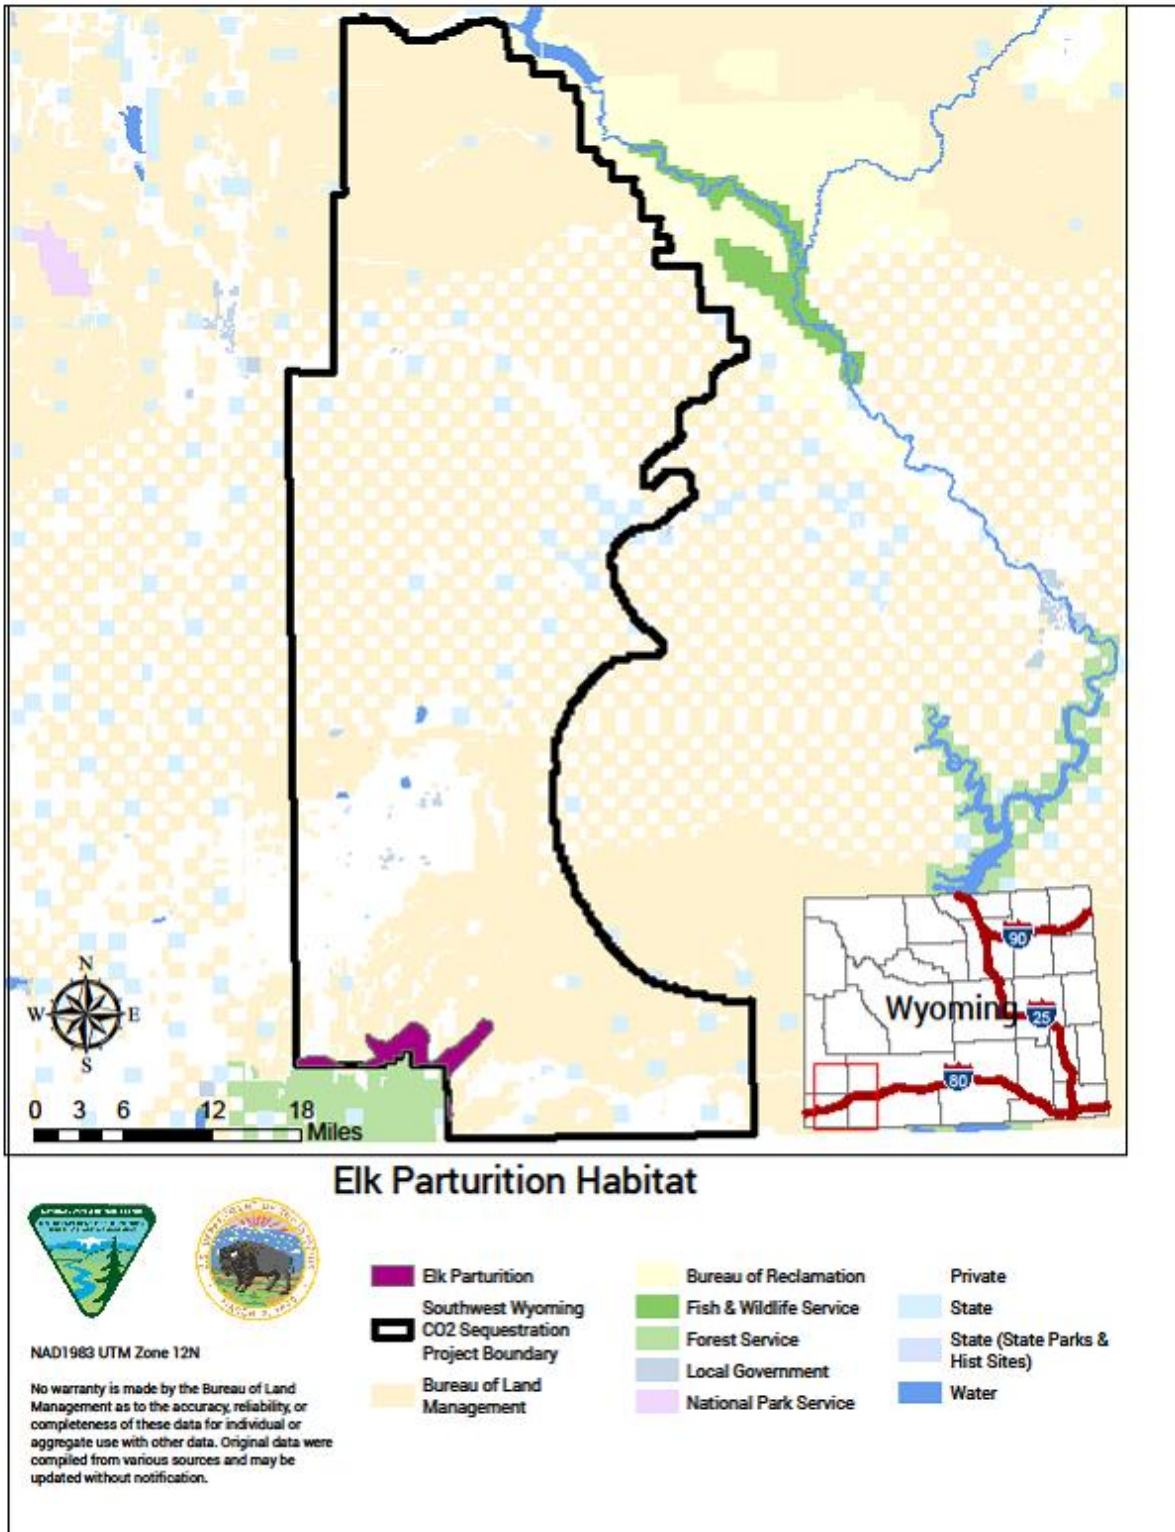 N
W E
S
0 3 6 12 18
Miles
Wyoming
90
25
80
Elk Parturition Habitat
Elk Parturition
Southwest Wyoming
CO2 Sequestration
Project Boundary
Bureau of Land
Management
Bureau of Reclamation
Fish & Wildlife Service
Forest Service
Local Government
National Park Service
Private
State
State (State Parks &
Hist Sites)
Water
NAD1983 UTM Zone 12N
No warranty is made by the Bureau of Land
Management as to the accuracy, reliability, or
completeness of these data for individual or
aggregate use with other data. Original data were
compiled from various sources and may be
updated without notification.